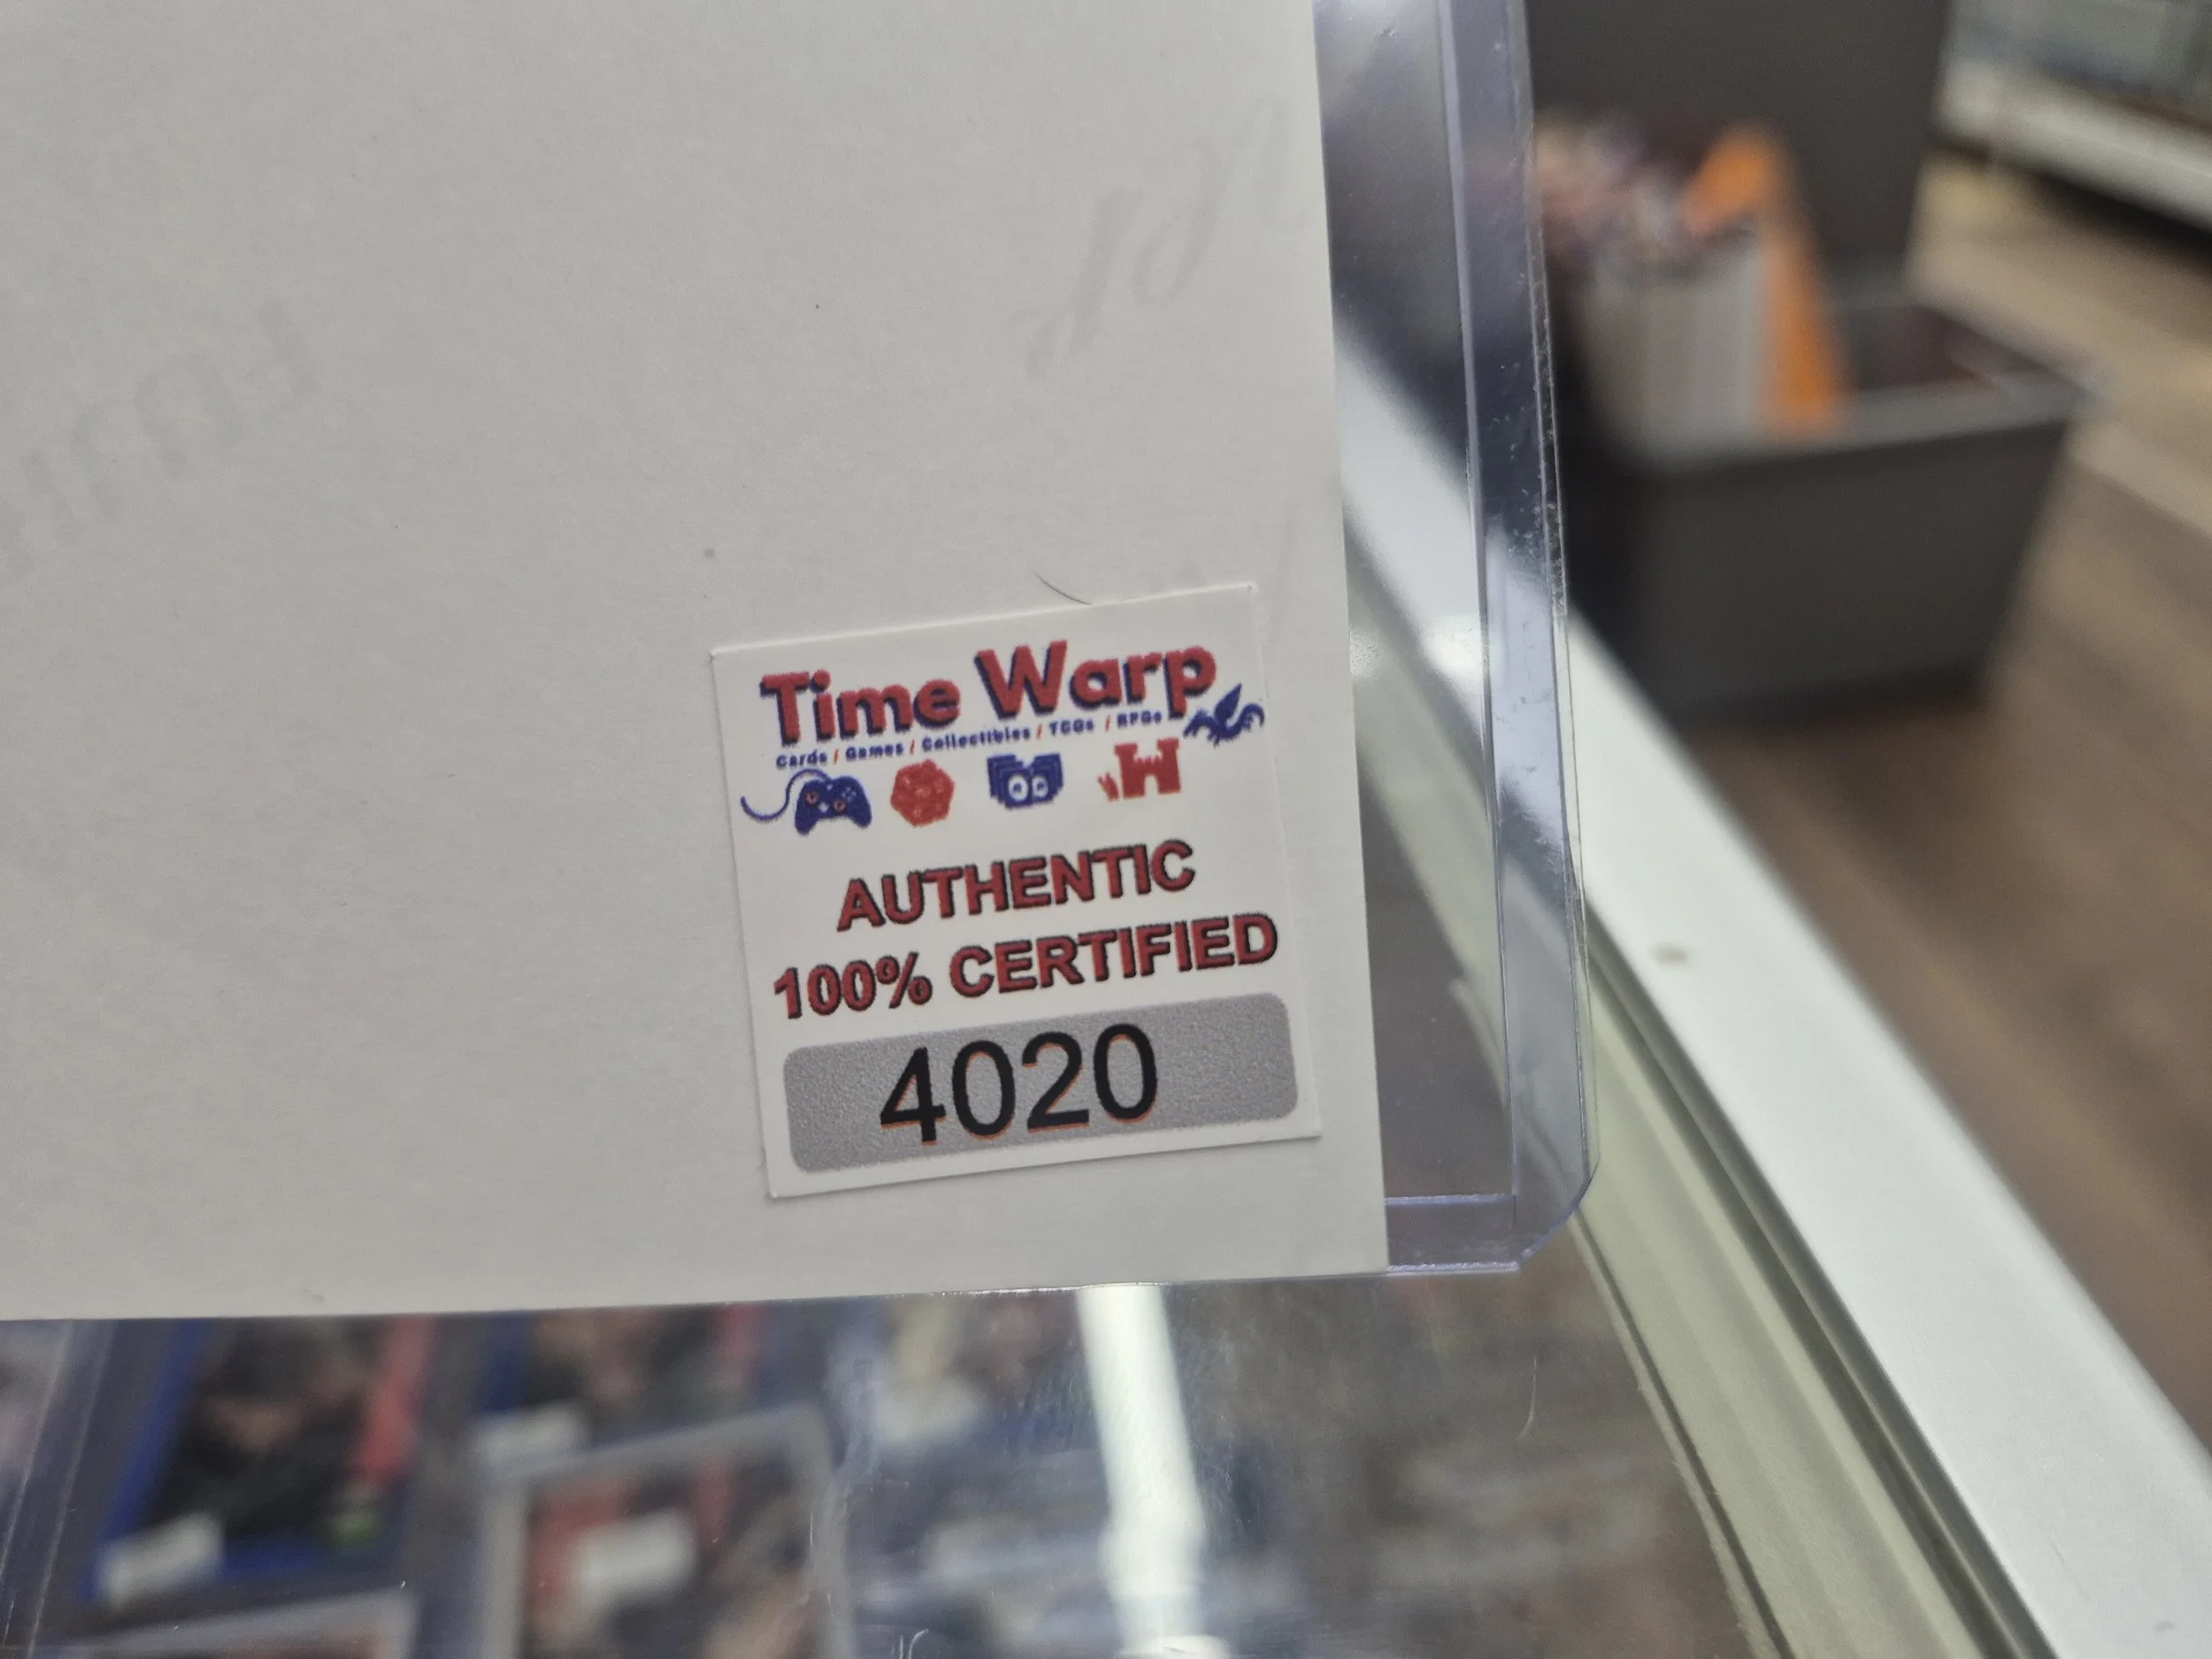 Time Warp
Cards / Games / Collectibles / TCGs / RPGs
AUTHENTIC
100% CERTIFIED
4020